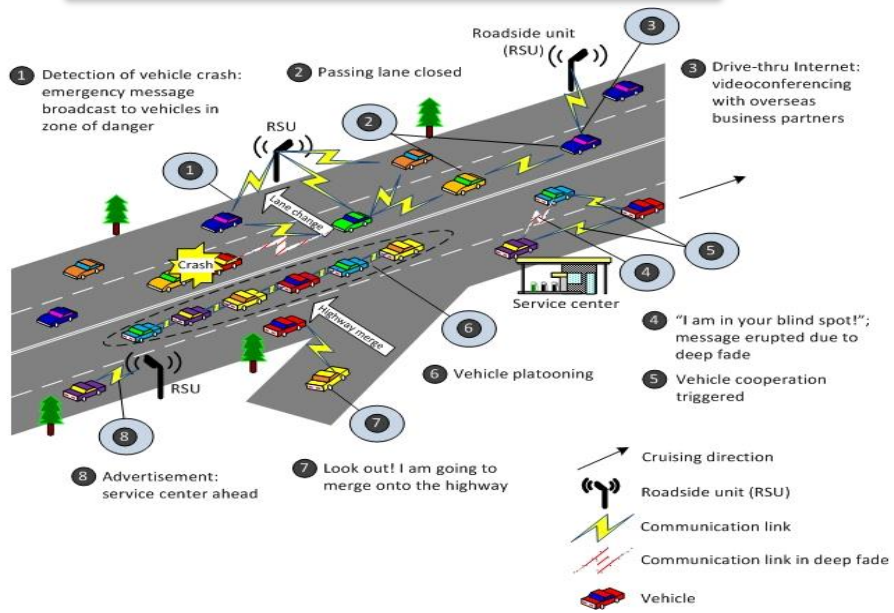 Roadside unit
(RSU)
3
1 Detection of vehicle crash:
emergency message
broadcast to vehicles in
zone of danger
2 Passing lane closed
3 Drive-thru Internet:
videoconferencing
with overseas
business partners
RSU
2
1
Lane change
Crash
5
4
Service center
6
Highway merge
4 “I am in your blind spot!”;
message erupted due to
deep fade
RSU
6 Vehicle platooning
5 Vehicle cooperation
triggered
8
7
8 Advertisement:
service center ahead
7 Look out! I am going to
merge onto the highway
Cruising direction
Roadside unit (RSU)
Communication link
Communication link in deep fade
Vehicle